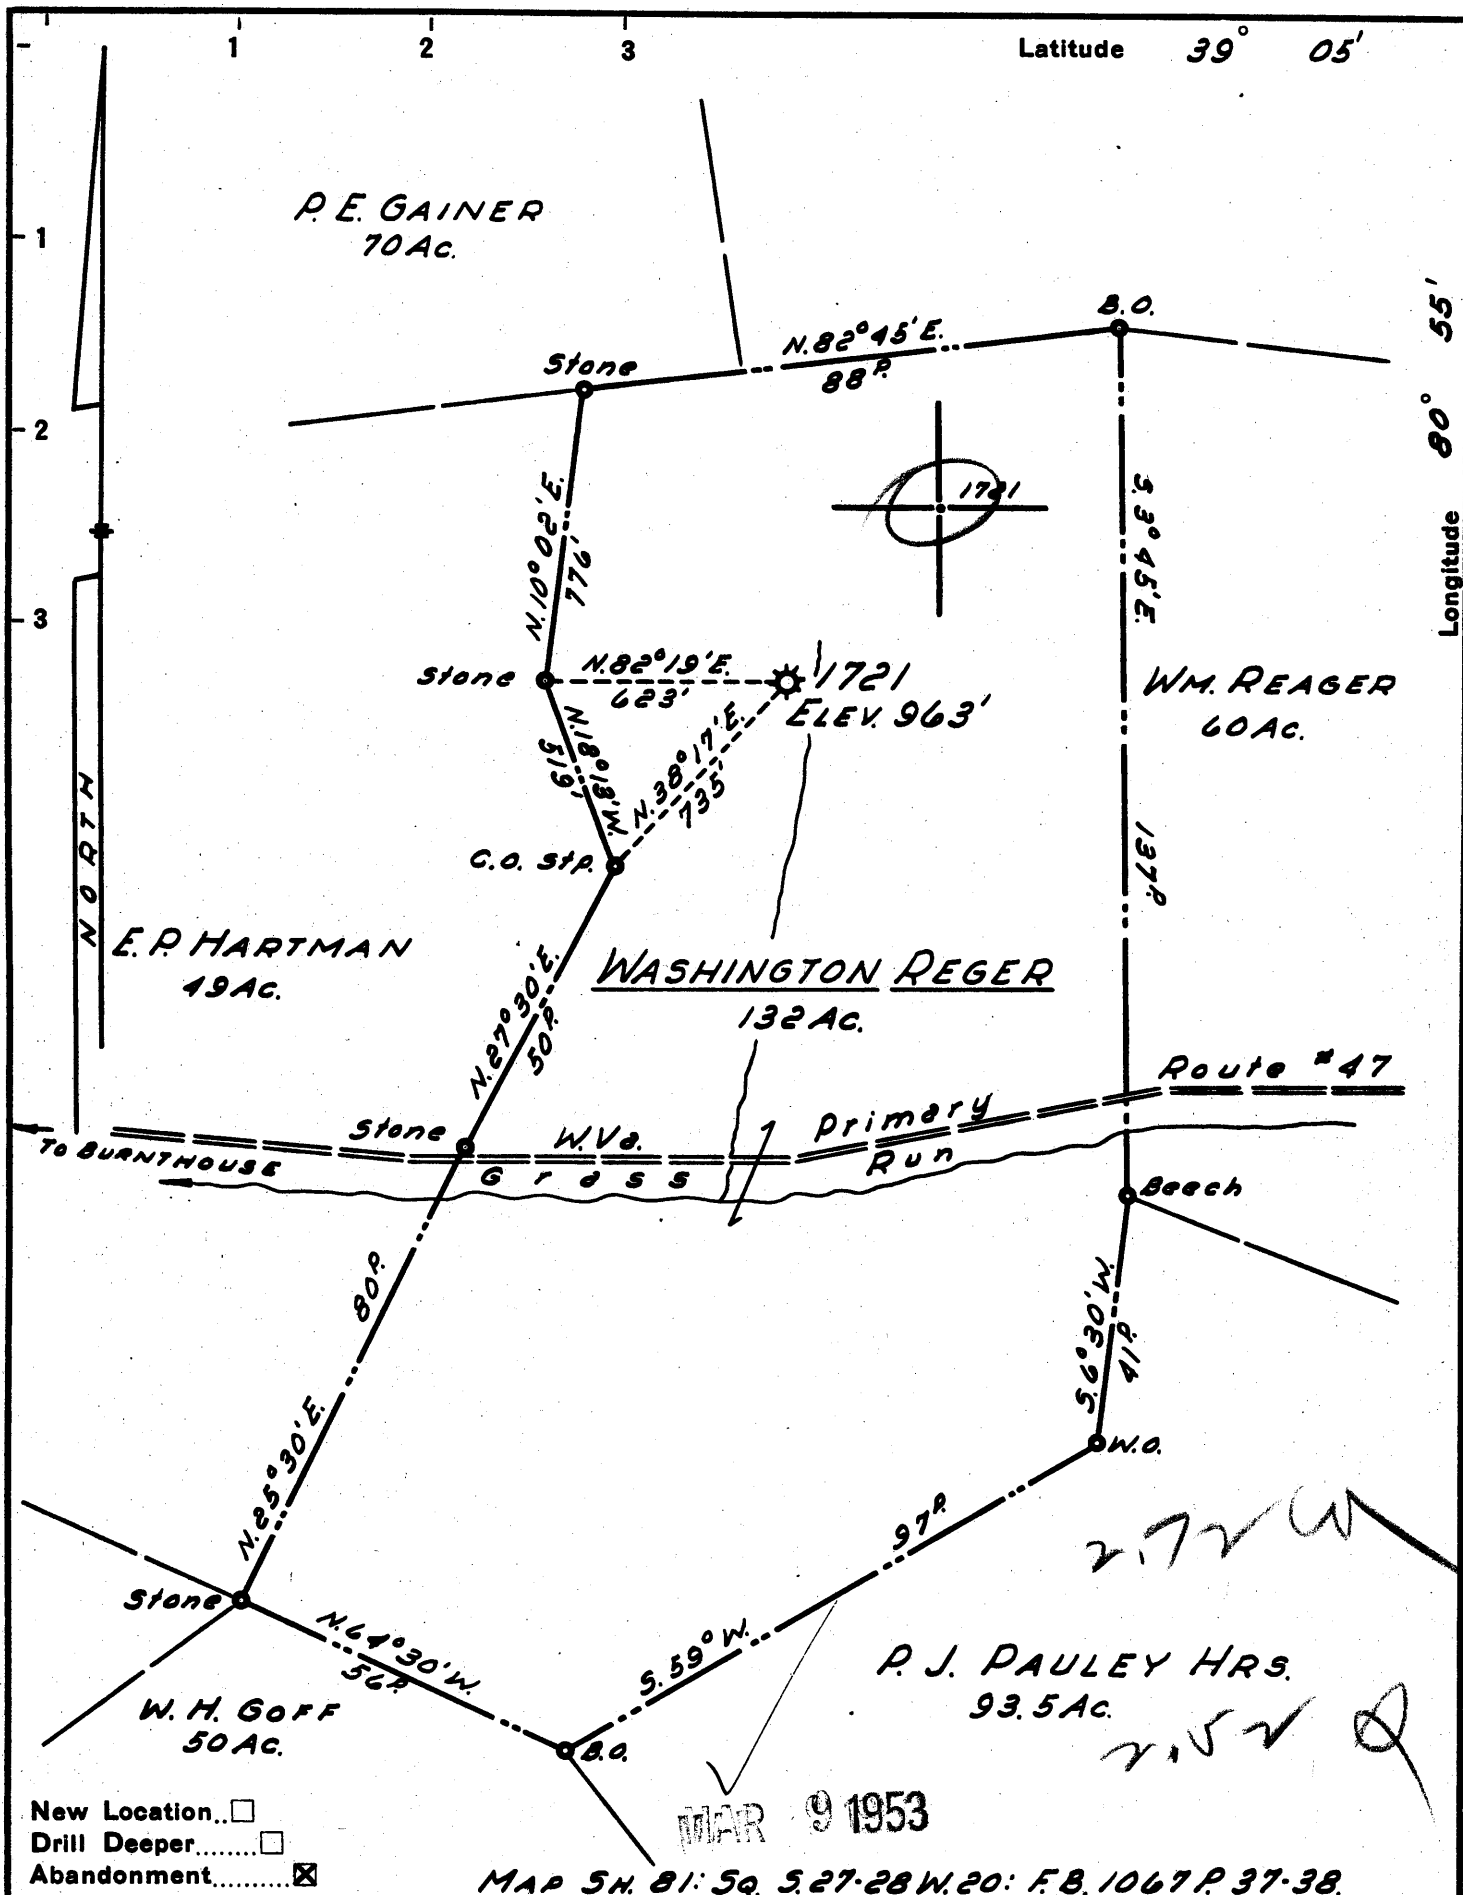 1 2 3 Latitude 39° 05'
Longitude 80° 55'
1
2
3
NORTH
P. E. GAINER
70 Ac.
B.O.
N. 82° 45' E.
88 P.
Stone
N. 10° 02' E.
776'
1721
S. 3° 45' E.
137 P.
Stone
N. 82° 19' E.
623'
1721
ELEV. 963'
WM. REAGER
60 Ac.
N. 18° 13' W.
519'
N. 38° 17' E.
735'
C.O. Stp.
E. P. HARTMAN
49 Ac.
N. 27° 30' E.
50 P.
WASHINGTON REGER
132 Ac.
Route #47
Primary
W.Va.
Stone
TO BURNTHOUSE
Grass Run
Beech
80 P.
N. 25° 30' E.
S. 6° 30' W.
41 P.
W.O.
97 P.
S. 59° W.
2.72 W
Stone
N. 64° 30' W.
56 P.
P. J. PAULEY HRS.
93.5 Ac.
W. H. GOFF
50 Ac.
B.O.
2.52
New Location..
Drill Deeper........
Abandonment..........
MAR 9 1953
MAP SH. 81: SQ. S.27-28 W.20: F.B. 1067 P. 37-38.